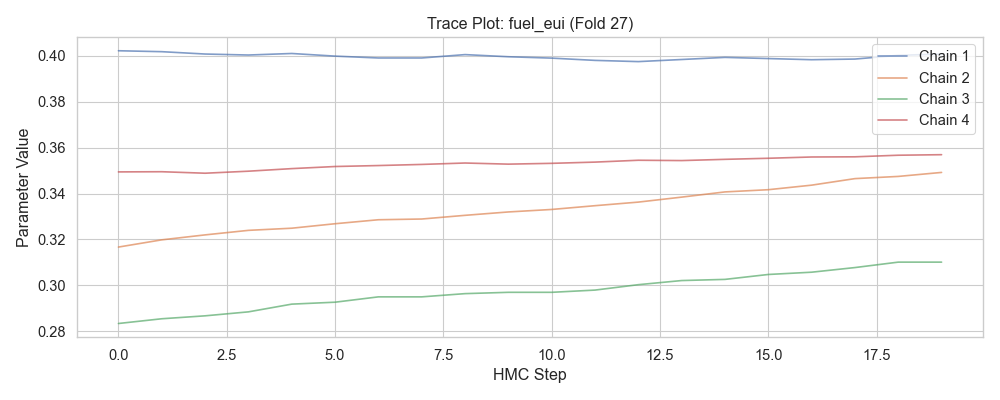 Trace Plot: fuel_eui (Fold 27)
Parameter Value
0.40
0.38
0.36
0.34
0.32
0.30
0.28
Chain 1
Chain 2
Chain 3
Chain 4
0.0 2.5 5.0 7.5 10.0 12.5 15.0 17.5
HMC Step